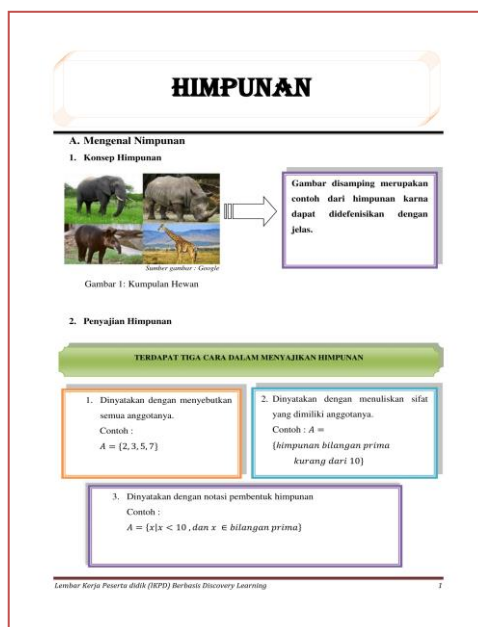 HIMPUNAN
A. Mengenal Nimpunan
1. Konsep Himpunan
Gambar disamping merupakan
contoh dari himpunan karna
dapat didefenisikan dengan
jelas.
Sumber gambar : Google
Gambar 1: Kumpulan Hewan
2. Penyajian Himpunan
TERDAPAT TIGA CARA DALAM MENYAJIKAN HIMPUNAN
1. Dinyatakan dengan menyebutkan
semua anggotanya.
Contoh :
A = {2, 3, 5, 7}
2. Dinyatakan dengan menuliskan sifat
yang dimiliki anggotanya.
Contoh : A =
{himpunan bilangan prima
kurang dari 10}
3. Dinyatakan dengan notasi pembentuk himpunan
Contoh :
A = {x|x < 10 , dan x ∈ bilangan prima}
Lembar Kerja Peserta didik (lKPD) Berbasis Discovery Learning 1